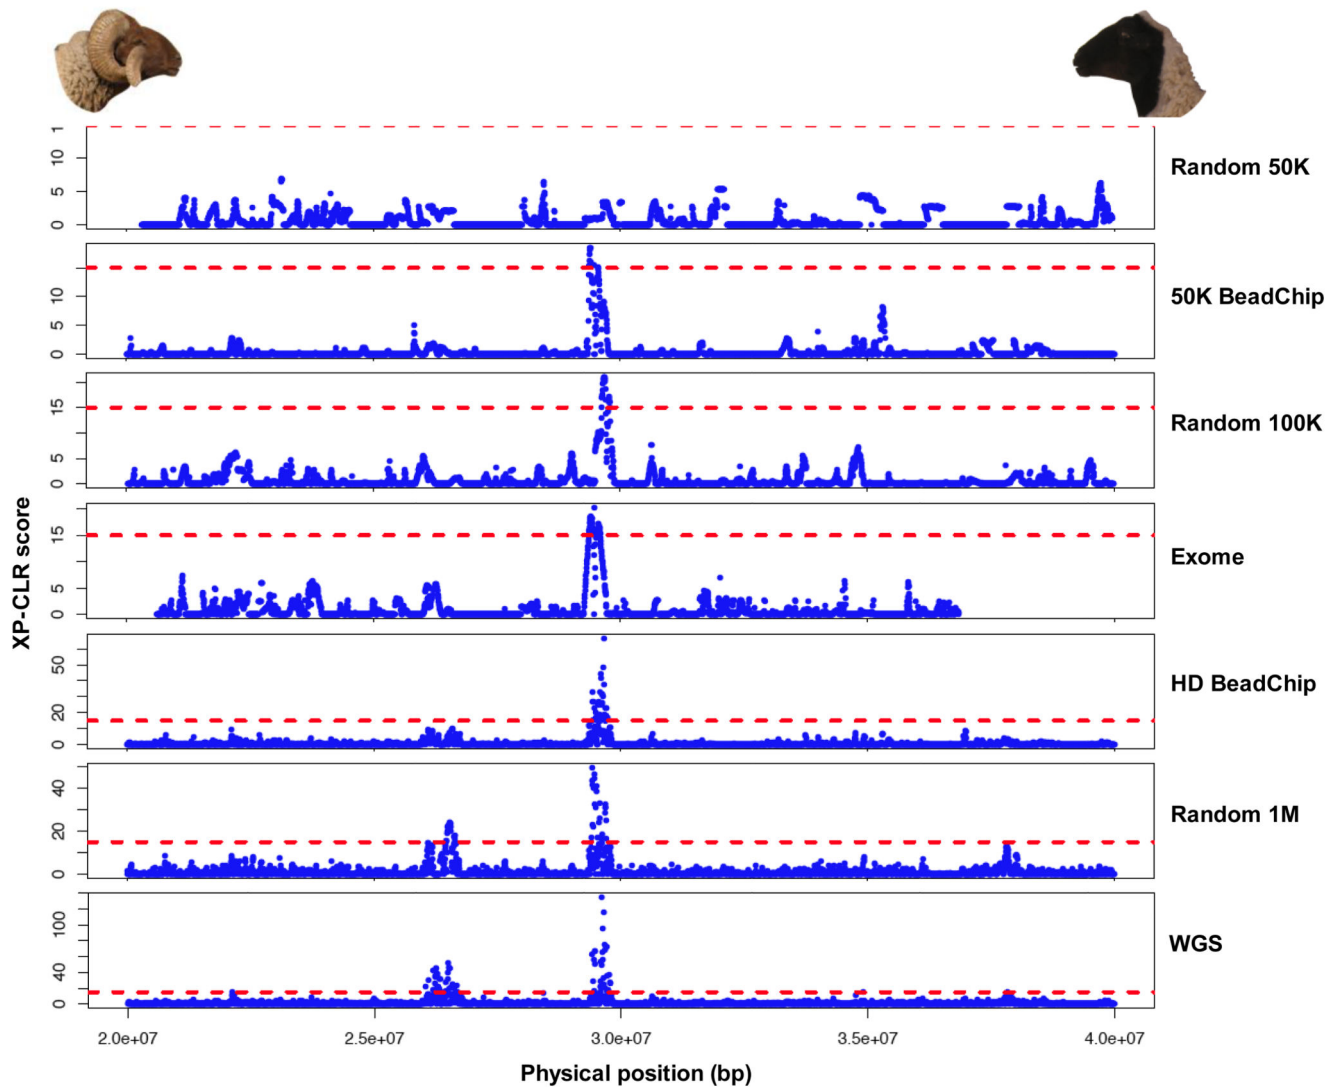 1
10
5
0
Random 50K
10
5
0
50K BeadChip
15
5
0
Random 100K
15
5
0
Exome
50
20
0
HD BeadChip
40
20
0
Random 1M
100
40
0
WGS
XP-CLR score
2.0e+07 2.5e+07 3.0e+07 3.5e+07 4.0e+07
Physical position (bp)